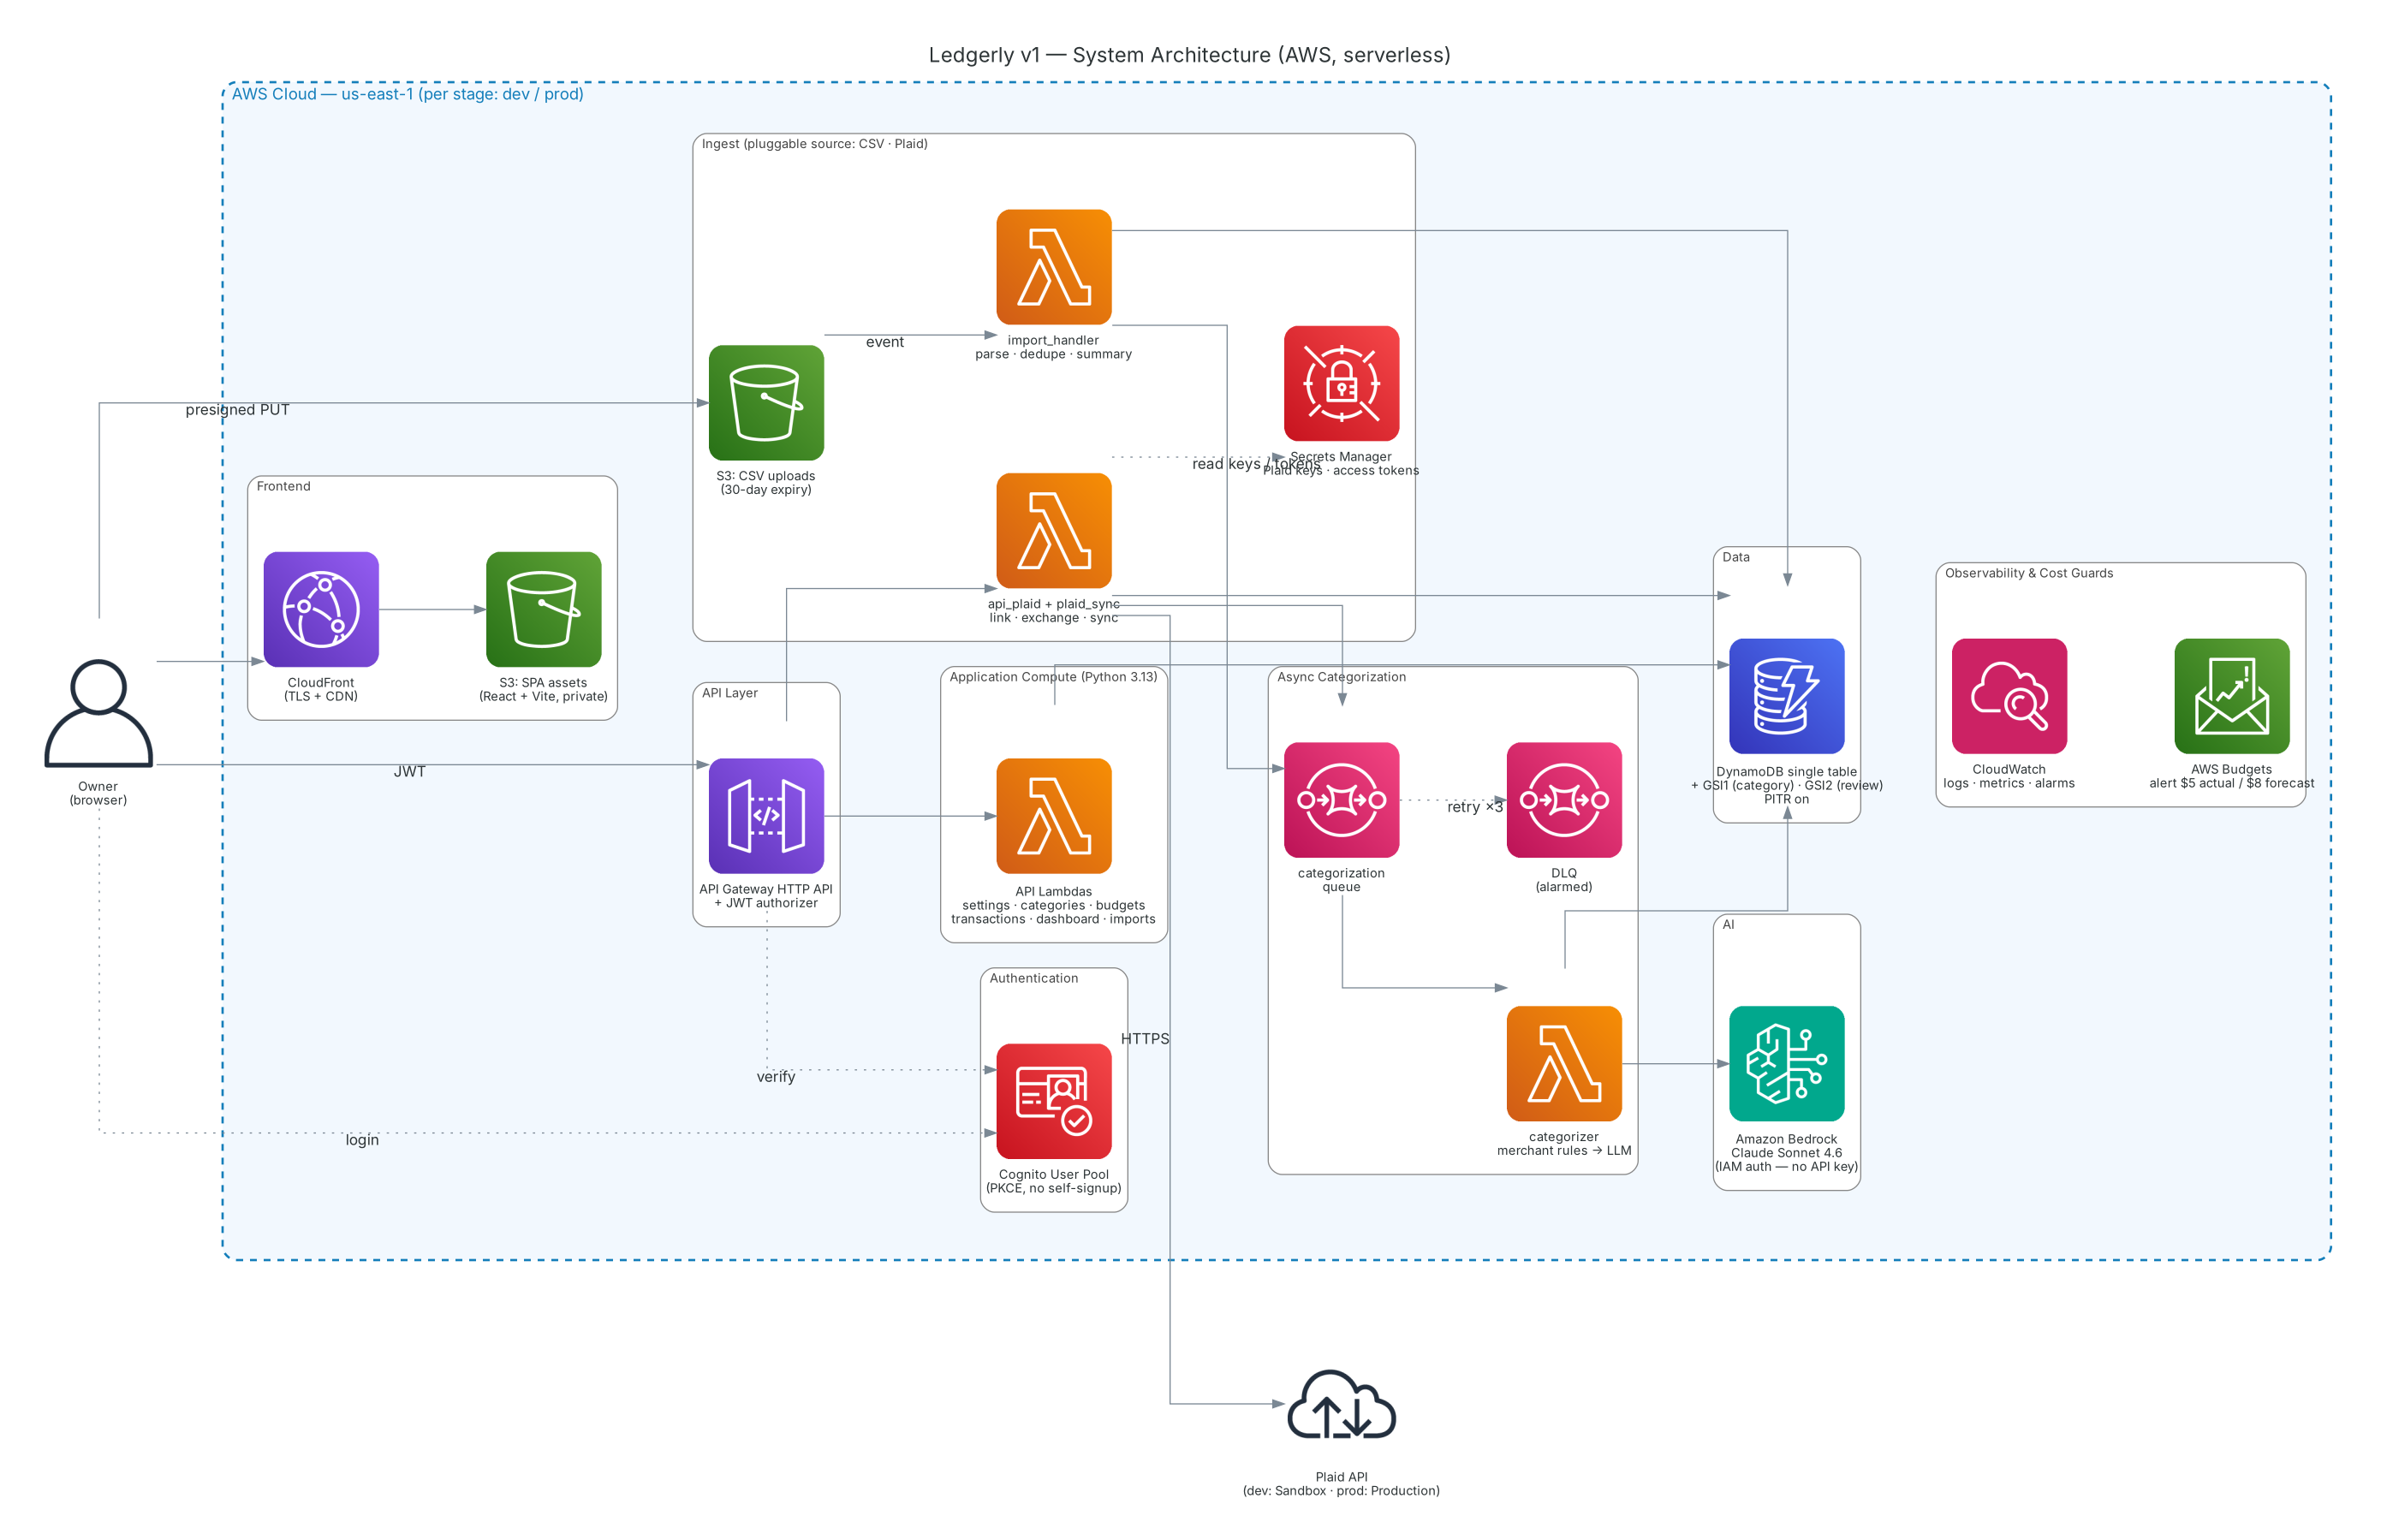 Ledgerly v1 — System Architecture (AWS, serverless)
AWS Cloud — us-east-1 (per stage: dev / prod)
Ingest (pluggable source: CSV · Plaid)
event
import_handler
parse · dedupe · summary
presigned PUT
S3: CSV uploads
(30-day expiry)
read keys / tokens
Secrets Manager
Plaid keys · access tokens
api_plaid + plaid_sync
link · exchange · sync
Frontend
CloudFront
(TLS + CDN)
S3: SPA assets
(React + Vite, private)
Owner
(browser)
JWT
API Layer
API Gateway HTTP API
+ JWT authorizer
Application Compute (Python 3.13)
API Lambdas
settings · categories · budgets
transactions · dashboard · imports
Async Categorization
categorization
queue
retry ×3
DLQ
(alarmed)
categorizer
merchant rules → LLM
Data
DynamoDB single table
+ GSI1 (category) · GSI2 (review)
PITR on
Observability & Cost Guards
CloudWatch
logs · metrics · alarms
AWS Budgets
alert $5 actual / $8 forecast
AI
Amazon Bedrock
Claude Sonnet 4.6
(IAM auth — no API key)
Authentication
verify
login
Cognito User Pool
(PKCE, no self-signup)
HTTPS
Plaid API
(dev: Sandbox · prod: Production)